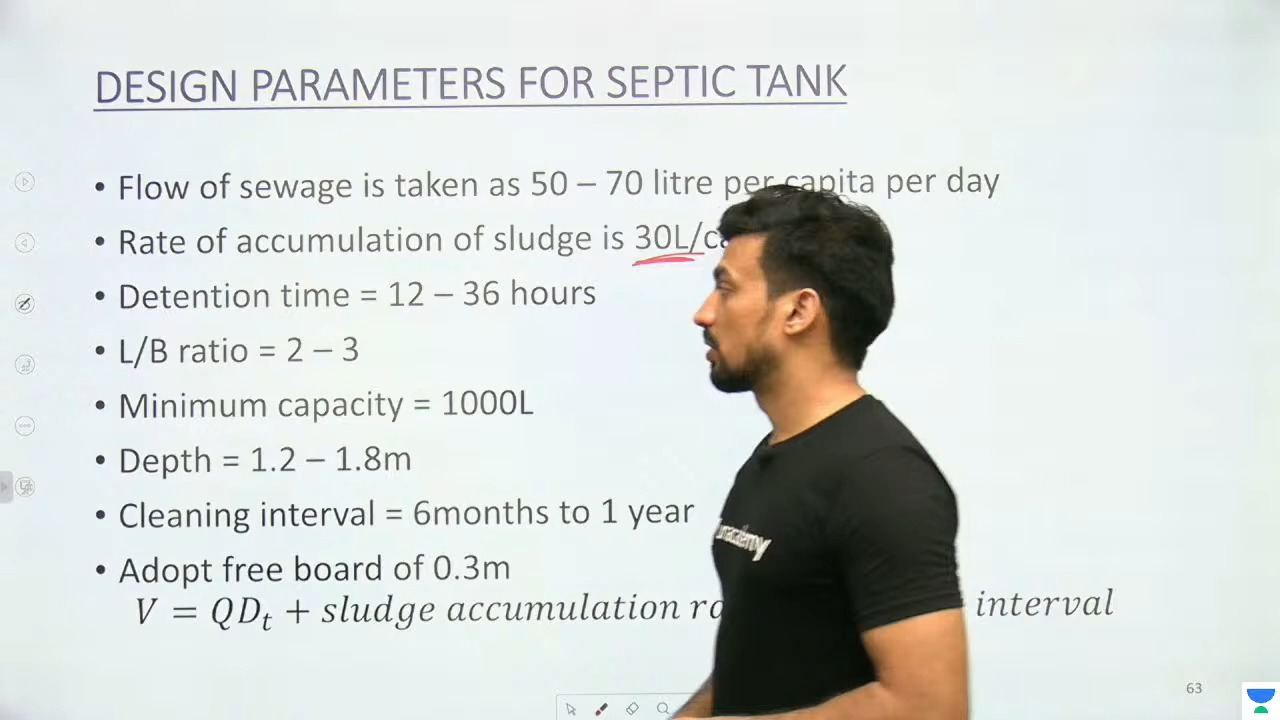 DESIGN PARAMETERS FOR SEPTIC TANK
• Flow of sewage is taken as 50 – 70 litre per capita per day
• Rate of accumulation of sludge is 30L/ca
• Detention time = 12 – 36 hours
• L/B ratio = 2 – 3
• Minimum capacity = 1000L
• Depth = 1.2 – 1.8m
• Cleaning interval = 6months to 1 year
• Adopt free board of 0.3m
V = QDₜ + sludge accumulation ra interval
unacademy
63